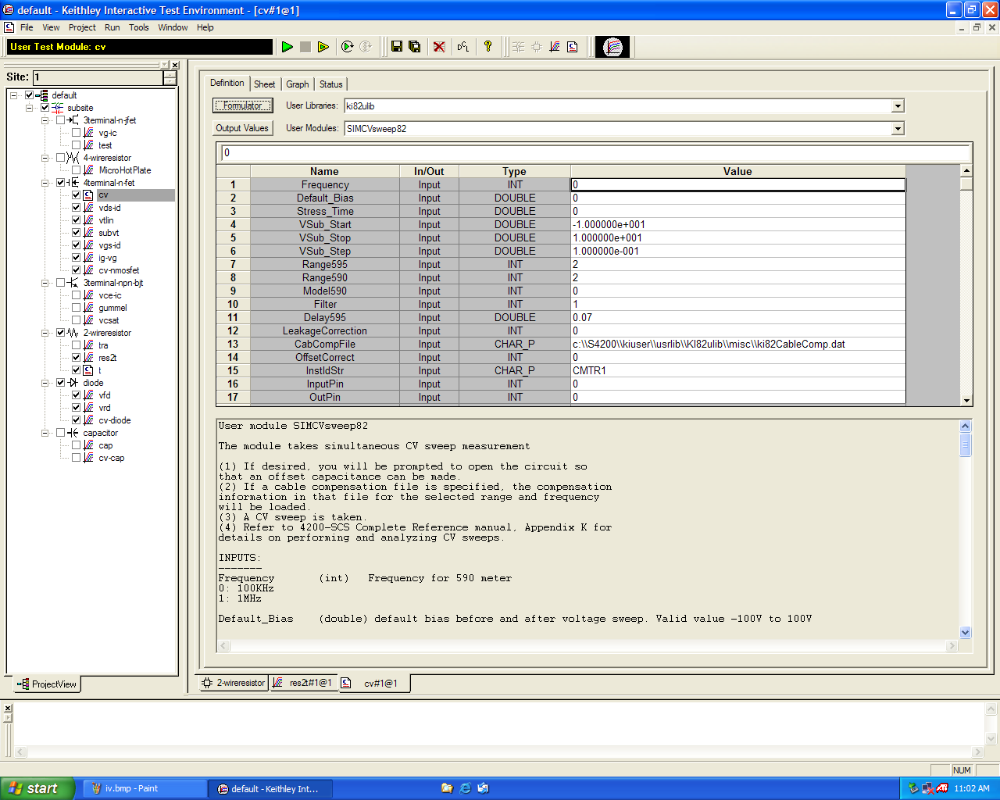 default - Keithley Interactive Test Environment - [cv#1@1]
File View Project Run Tools Window Help
User Test Module: cv
Site: 1
default
subsite
3terminal-n-jfet
vg-ic
test
4-wireresistor
MicroHotPlate
4terminal-n-fet
cv
vds-id
vtlin
subvt
vgs-id
ig-vg
cv-nmosfet
3terminal-npn-bjt
vce-ic
gummel
vcsat
2-wireresistor
tra
res2t
t
diode
vfd
vrd
cv-diode
capacitor
cap
cv-cap
ProjectView
Definition Sheet Graph Status
Formulator User Libraries: ki82ulib
Output Values User Modules: SIMCVsweep82
0
Name In/Out Type Value
1 Frequency Input INT 0
2 Default_Bias Input DOUBLE 0
3 Stress_Time Input DOUBLE 0
4 VSub_Start Input DOUBLE -1.000000e+001
5 VSub_Stop Input DOUBLE 1.000000e+001
6 VSub_Step Input DOUBLE 1.000000e-001
7 Range595 Input INT 2
8 Range590 Input INT 2
9 Model590 Input INT 0
10 Filter Input INT 1
11 Delay595 Input DOUBLE 0.07
12 LeakageCorrection Input INT 0
13 CabCompFile Input CHAR_P c:\\S4200\\kiuser\\usrlib\\KI82ulib\\misc\\ki82CableComp.dat
14 OffsetCorrect Input INT 0
15 InstIdStr Input CHAR_P CMTR1
16 InputPin Input INT 0
17 OutPin Input INT 0
User module SIMCVsweep82
The module takes simultaneous CV sweep measurement
(1) If desired, you will be prompted to open the circuit so
that an offset capacitance can be made.
(2) If a cable compensation file is specified, the compensation
information in that file for the selected range and frequency
will be loaded.
(3) A CV sweep is taken.
(4) Refer to 4200-SCS Complete Reference manual, Appendix K for
details on performing and analyzing CV sweeps.
INPUTS:
-------
Frequency (int) Frequency for 590 meter
0: 100KHz
1: 1MHz
Default_Bias (double) default bias before and after voltage sweep. Valid value -100V to 100V
2-wireresistor res2t#1@1 cv#1@1
NUM
start iv.bmp - Paint default - Keithley Int... 11:02 AM